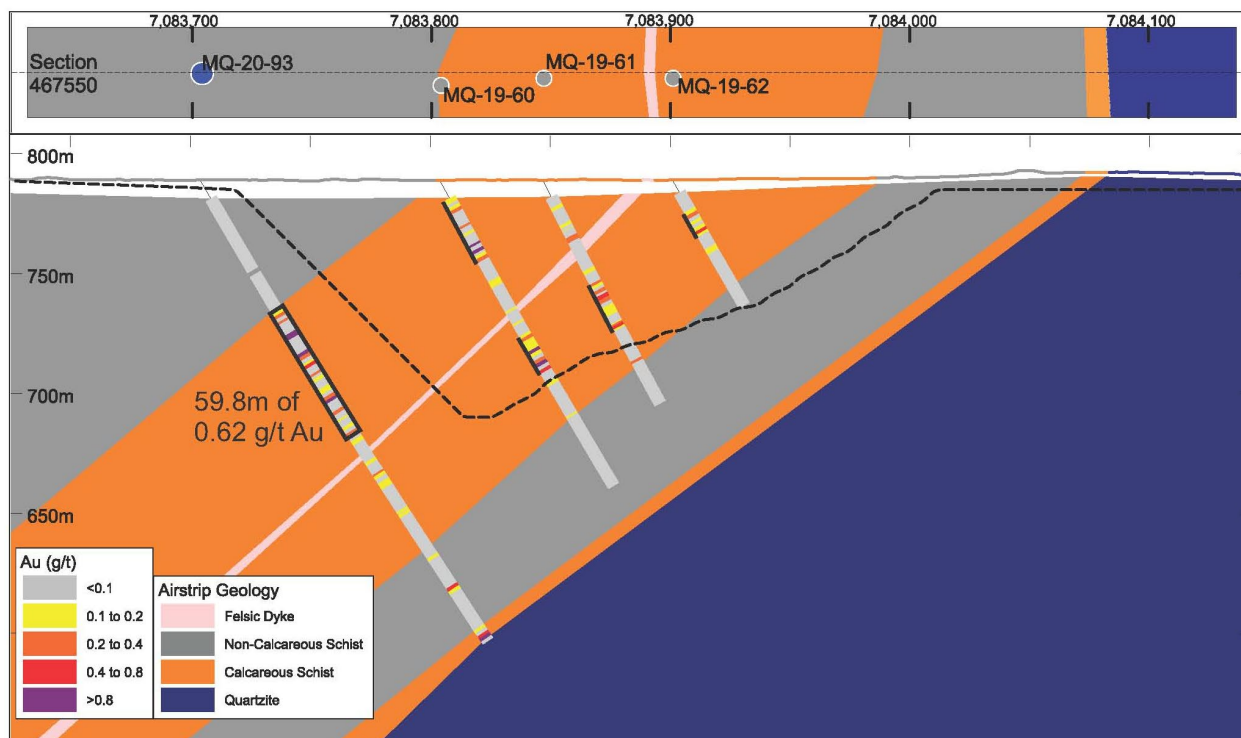 7,083,700 7,083,800 7,083,900 7,084,000 7,084,100
Section
467550
MQ-20-93
MQ-19-60
MQ-19-61
MQ-19-62
800m
750m
700m
650m
59.8m of
0.62 g/t Au
Au (g/t)
<0.1
0.1 to 0.2
0.2 to 0.4
0.4 to 0.8
>0.8
Airstrip Geology
Felsic Dyke
Non-Calcareous Schist
Calcareous Schist
Quartzite